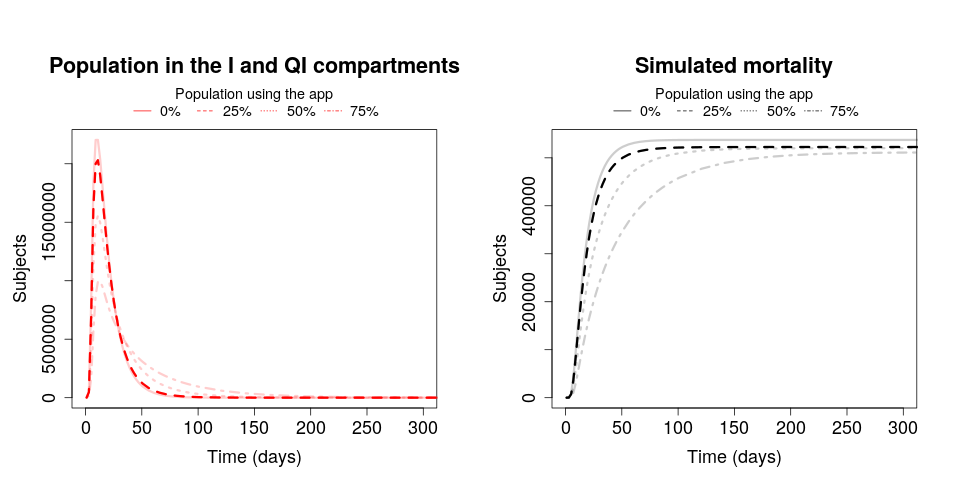 Population in the I and QI compartments
Population using the app
0% 25% 50% 75%
Subjects
0 5000000 15000000
0 50 100 150 200 250 300
Time (days)
Simulated mortality
Population using the app
0% 25% 50% 75%
Subjects
0 200000 400000
0 50 100 150 200 250 300
Time (days)